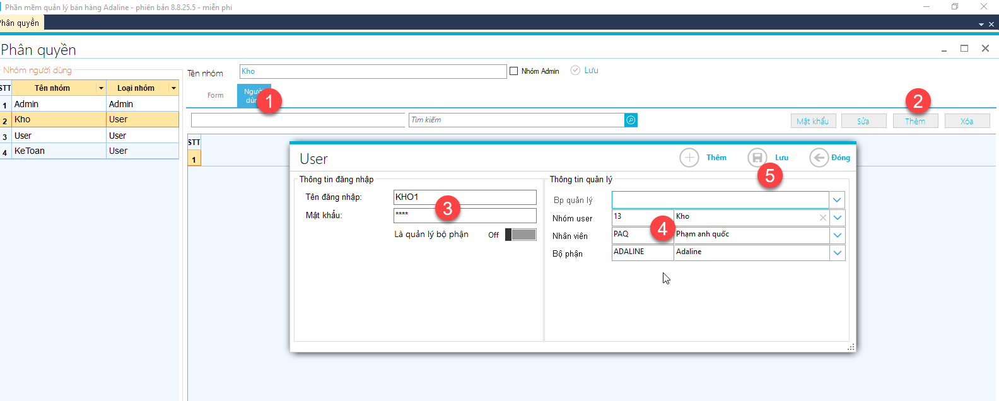 Phần mềm quản lý bán hàng Adaline - phiên bản 8.8.25.5 - miễn phí
hân quyền
Phân quyền
Nhóm người dùng
STT Tên nhóm Loại nhóm
1 Admin Admin
2 Kho User
3 User User
4 KeToan User
Tên nhóm Kho Nhóm Admin Lưu
Form
1
2
Tìm kiếm
Mật khẩu Sửa Thêm Xóa
STT
1
User Thêm Lưu Đóng
5
Thông tin đăng nhập
Tên đăng nhập: KHO1
Mật khẩu: ****
3
Là quản lý bộ phận Off
Thông tin quản lý
Bp quản lý
Nhóm user 13 Kho
4
Nhân viên PAQ Phạm anh quốc
Bộ phận ADALINE Adaline